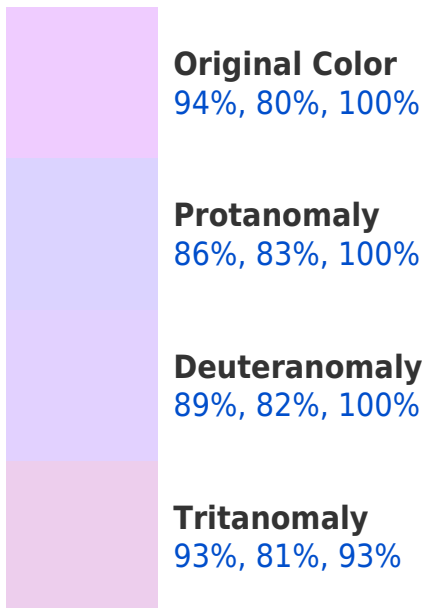 Original Color
94%, 80%, 100%
Protanomaly
86%, 83%, 100%
Deuteranomaly
89%, 82%, 100%
Tritanomaly
93%, 81%, 93%